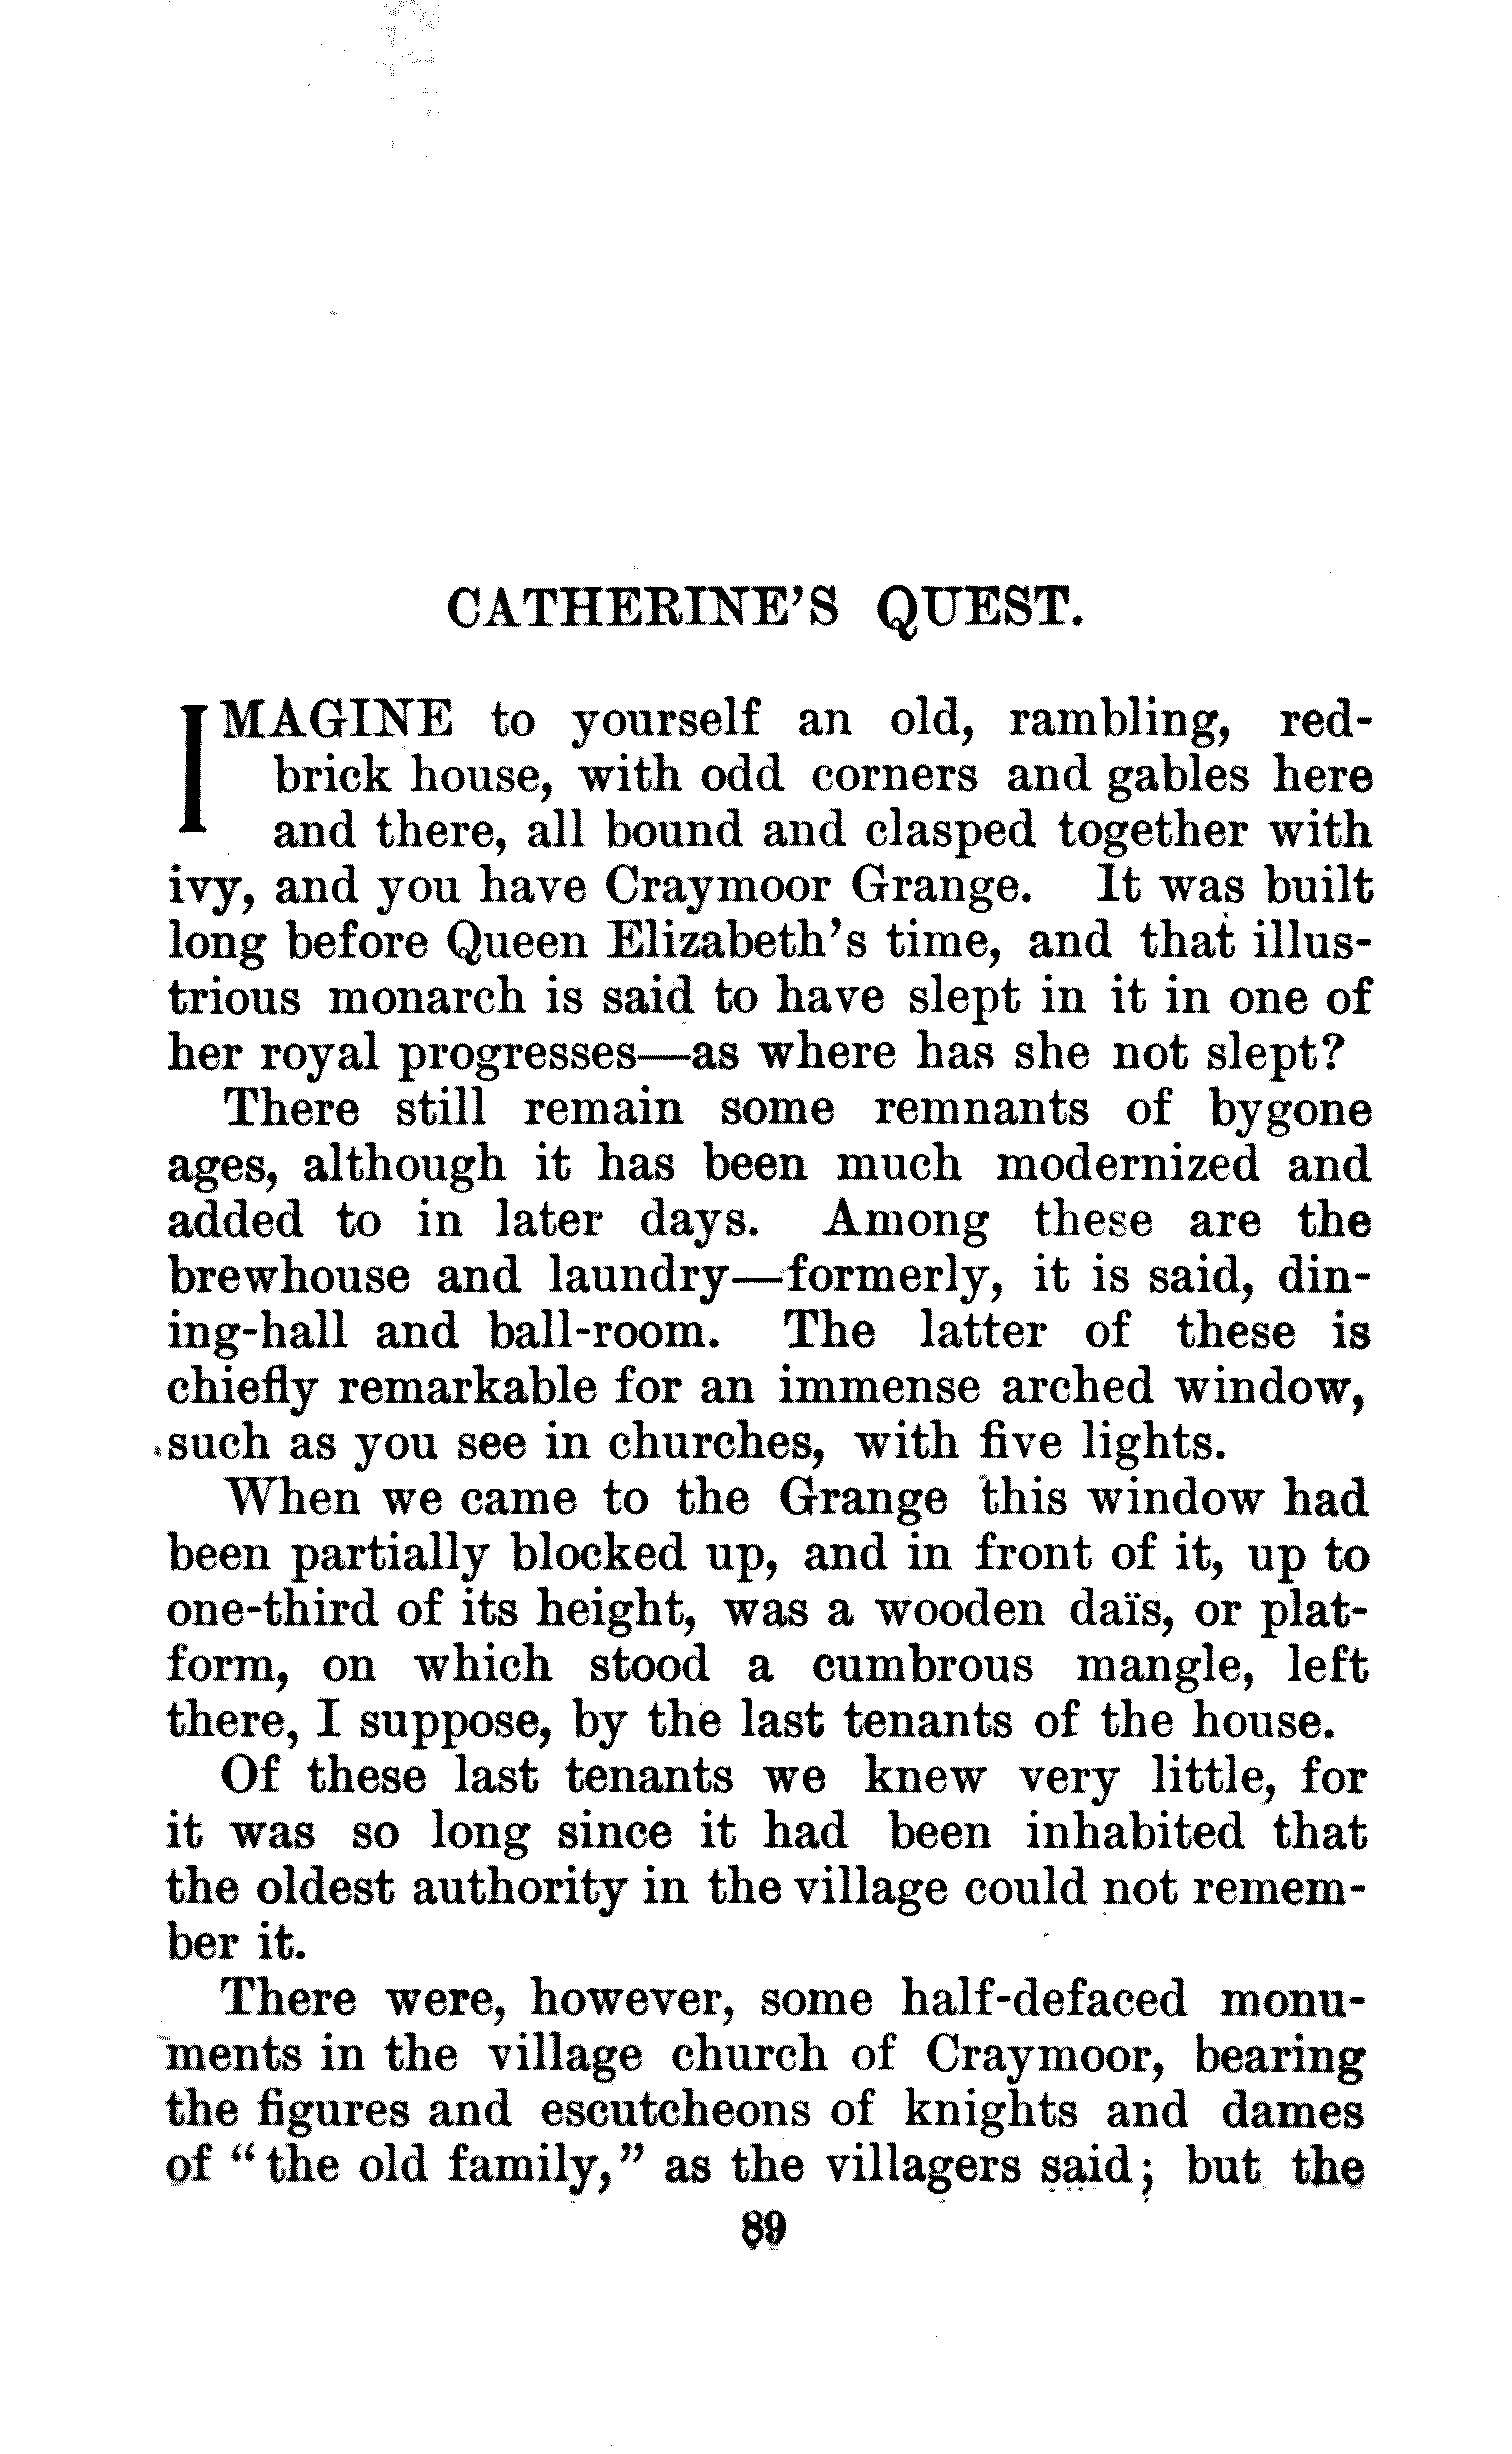 CATHERINE'S QUEST.
IMAGINE to yourself an old, rambling, red-
brick house, with odd corners and gables here
and there, all bound and clasped together with
ivy, and you have Craymoor Grange. It was built
long before Queen Elizabeth's time, and that illus-
trious monarch is said to have slept in it in one of
her royal progresses—as where has she not slept?
There still remain some remnants of bygone
ages, although it has been much modernized and
added to in later days. Among these are the
brewhouse and laundry—formerly, it is said, din-
ing-hall and ball-room. The latter of these is
chiefly remarkable for an immense arched window,
such as you see in churches, with five lights.
When we came to the Grange this window had
been partially blocked up, and in front of it, up to
one-third of its height, was a wooden daïs, or plat-
form, on which stood a cumbrous mangle, left
there, I suppose, by the last tenants of the house.
Of these last tenants we knew very little, for
it was so long since it had been inhabited that
the oldest authority in the village could not remem-
ber it.
There were, however, some half-defaced monu-
ments in the village church of Craymoor, bearing
the figures and escutcheons of knights and dames
of "the old family," as the villagers said; but the
89